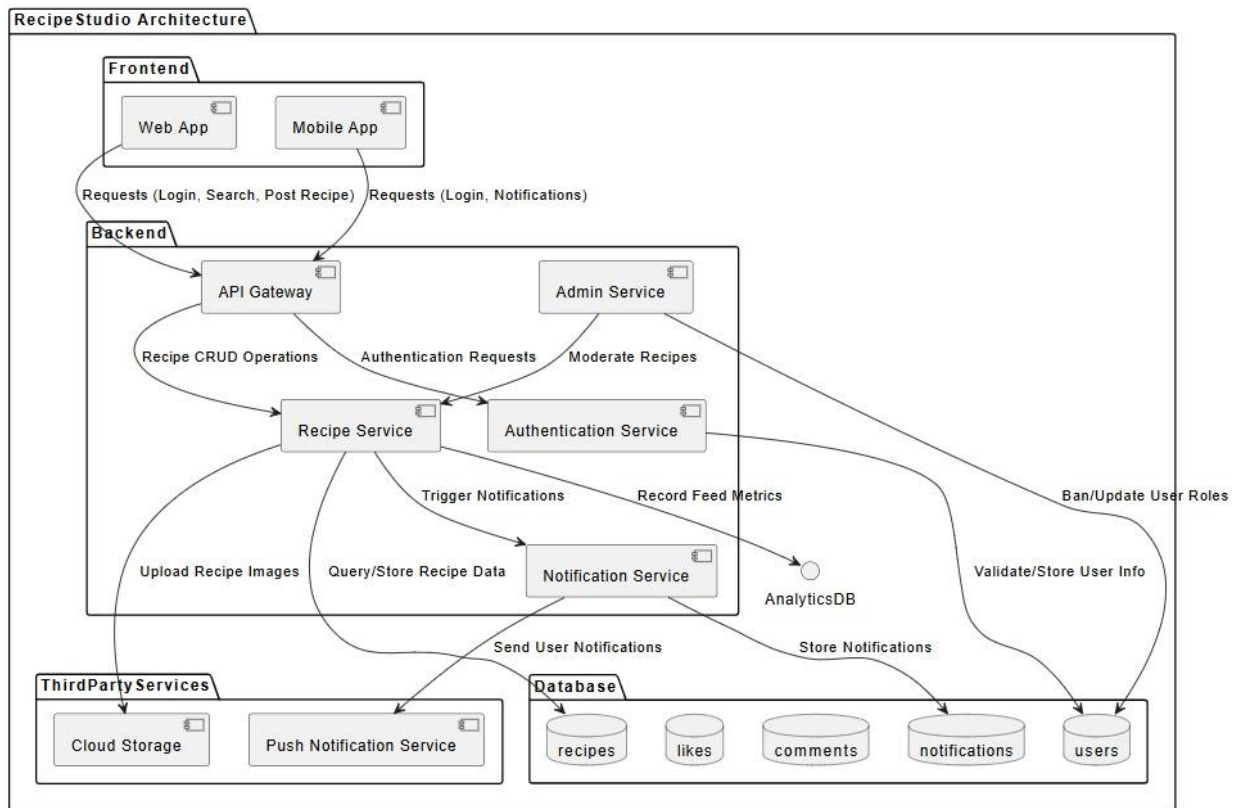 RecipeStudio Architecture
Frontend
Web App
Mobile App
Requests (Login, Search, Post Recipe)
Requests (Login, Notifications)
Backend
API Gateway
Admin Service
Recipe CRUD Operations
Authentication Requests
Moderate Recipes
Recipe Service
Authentication Service
Trigger Notifications
Record Feed Metrics
Ban/Update User Roles
Upload Recipe Images
Query/Store Recipe Data
Notification Service
AnalyticsDB
Validate/Store User Info
Send User Notifications
Store Notifications
ThirdPartyServices
Database
Cloud Storage
Push Notification Service
recipes
likes
comments
notifications
users